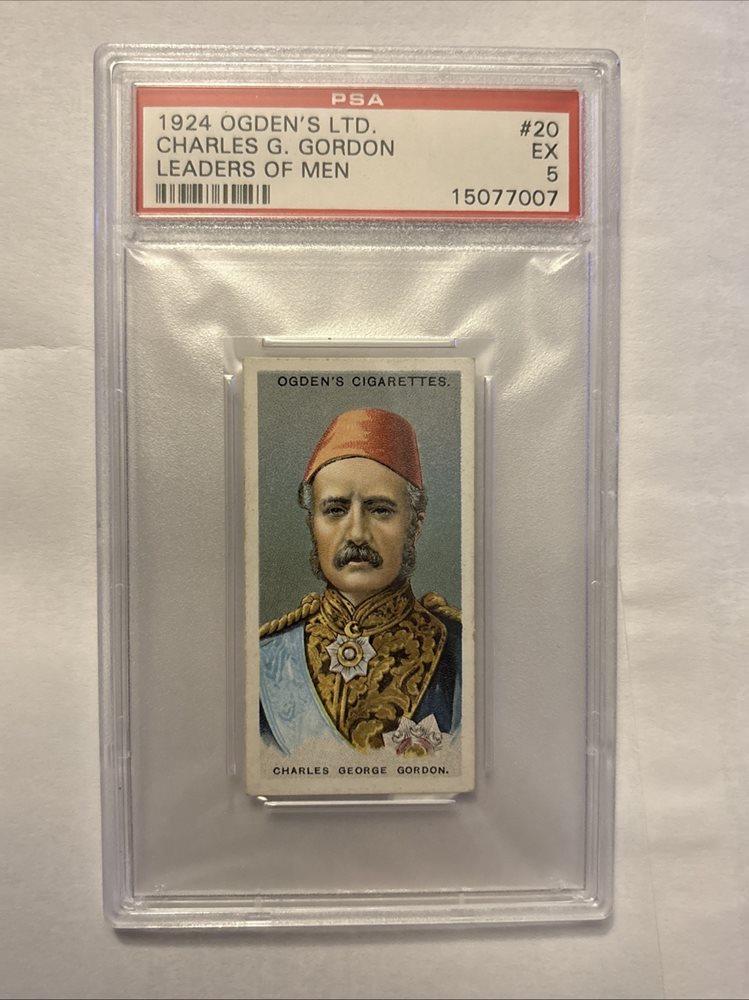 PSA
1924 OGDEN'S LTD. #20
CHARLES G. GORDON EX
LEADERS OF MEN 5
15077007
OGDEN'S CIGARETTES.
CHARLES GEORGE GORDON.